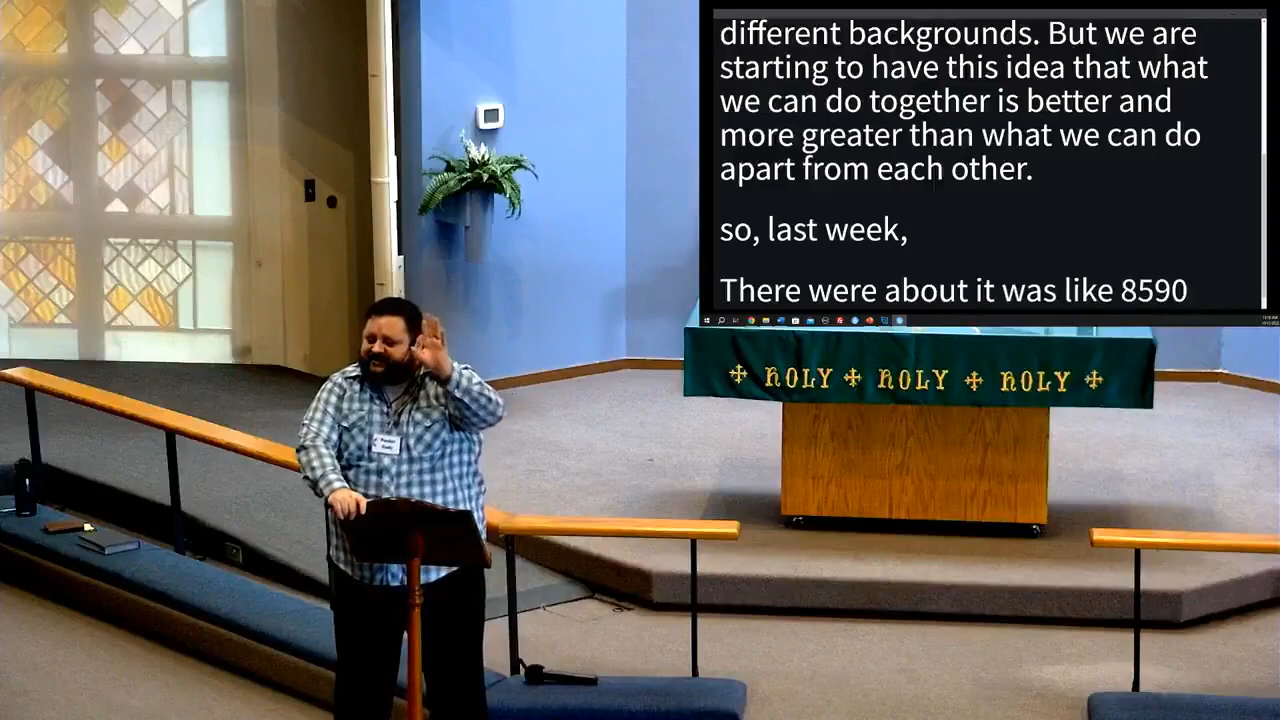 different backgrounds. But we are
starting to have this idea that what
we can do together is better and
more greater than what we can do
apart from each other.
so, last week,
There were about it was like 8590
HOLY HOLY HOLY
Pastor